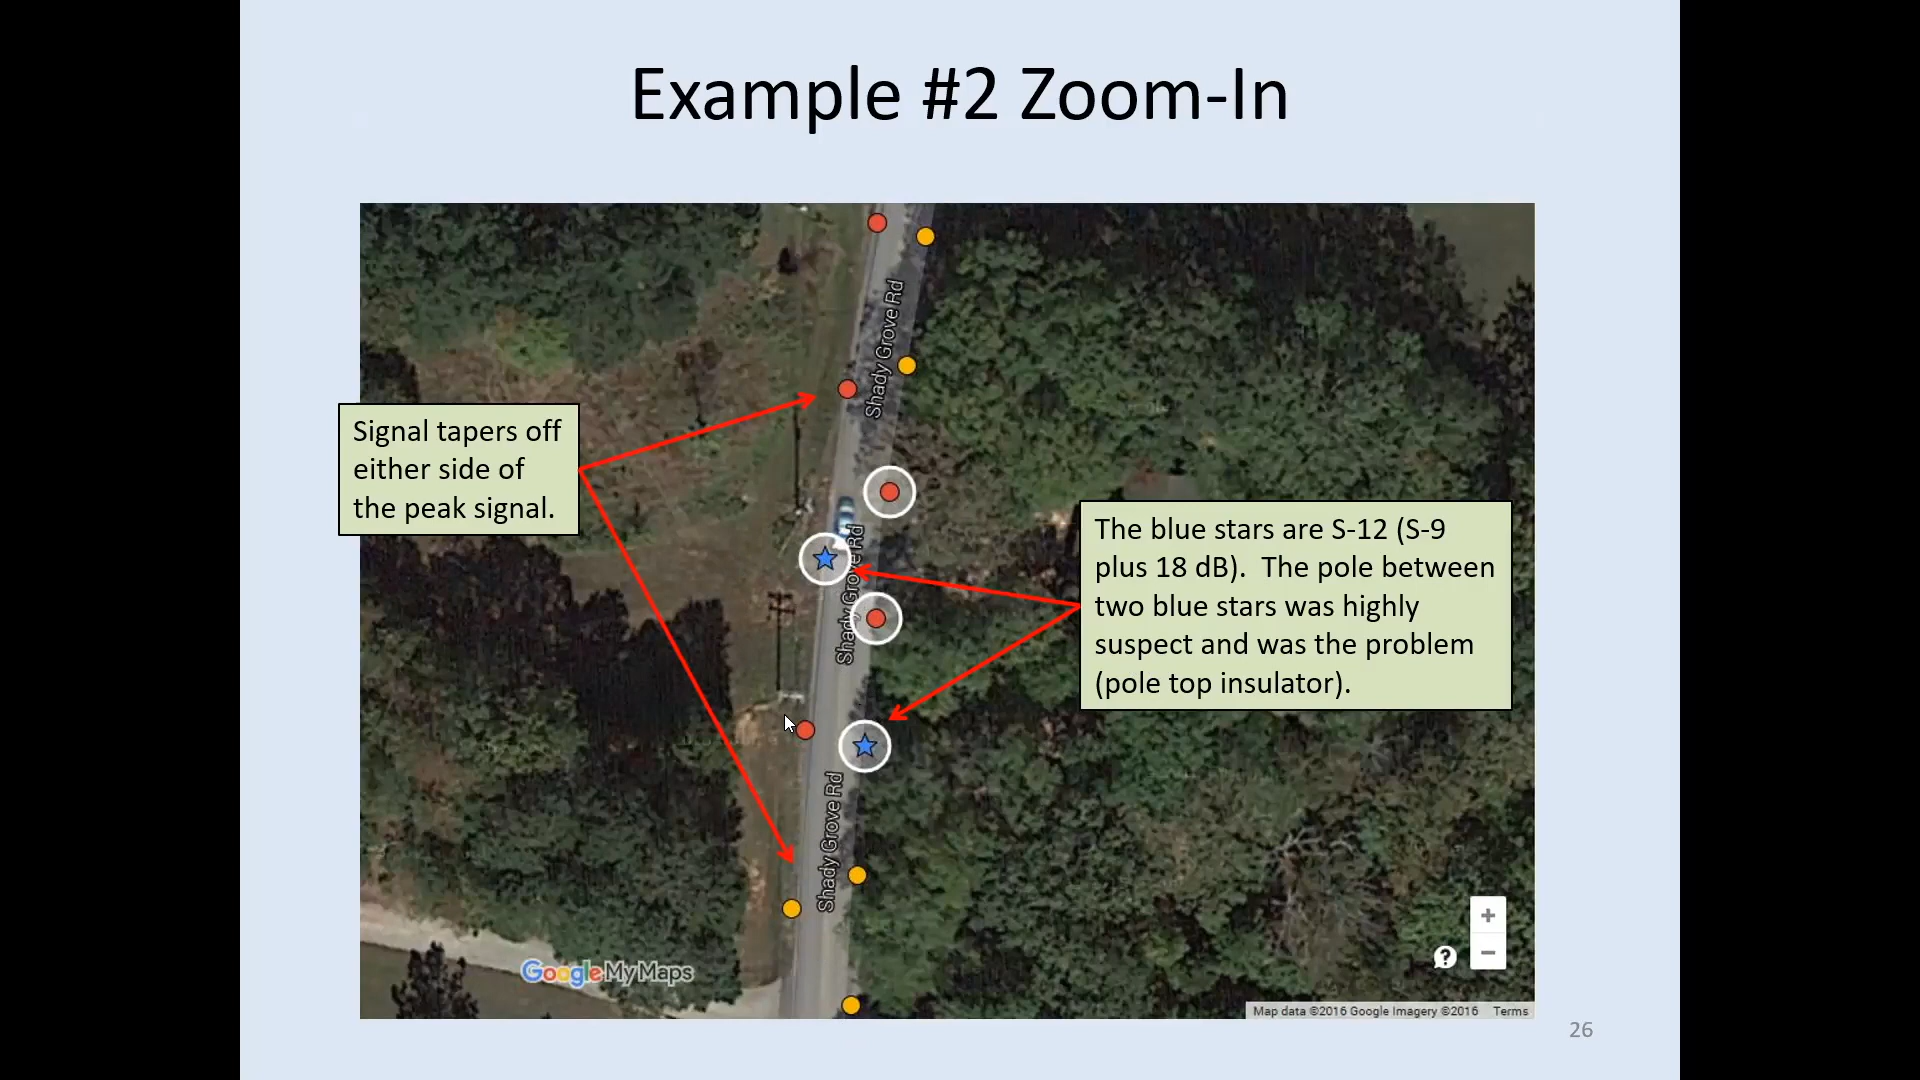 Example #2 Zoom-In
Shady Grove Rd
Signal tapers off
either side of
the peak signal.
The blue stars are S-12 (S-9
plus 18 dB).  The pole between
two blue stars was highly
suspect and was the problem
(pole top insulator).
Shady Grove Rd
Shady Grove Rd
+
?
−
Google My Maps
Map data ©2016 Google Imagery ©2016 Terms
26